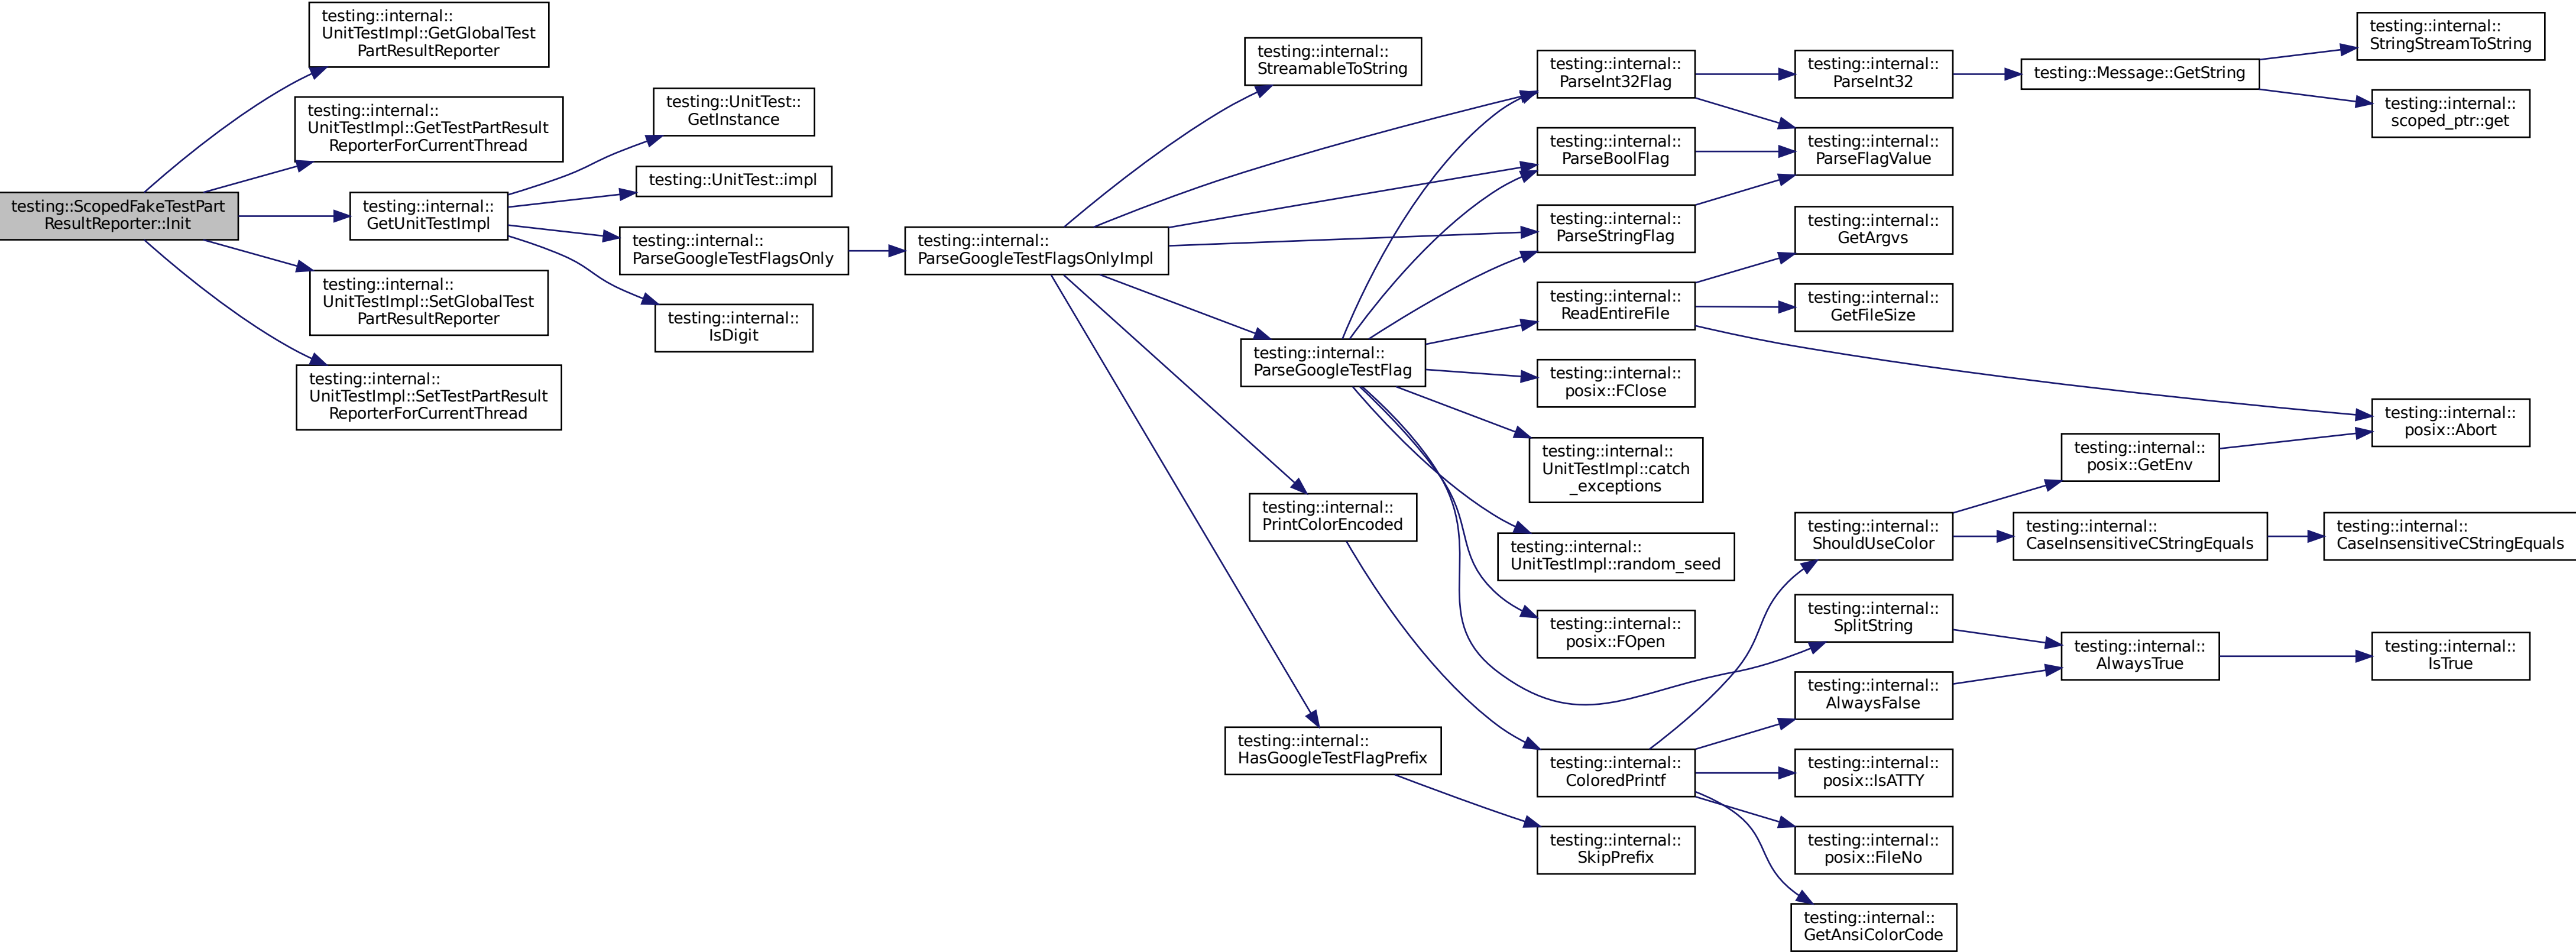 testing::ScopedFakeTestPart
ResultReporter::Init
testing::internal::
UnitTestImpl::GetGlobalTest
PartResultReporter
testing::internal::
UnitTestImpl::GetTestPartResult
ReporterForCurrentThread
testing::internal::
GetUnitTestImpl
testing::internal::
UnitTestImpl::SetGlobalTest
PartResultReporter
testing::internal::
UnitTestImpl::SetTestPartResult
ReporterForCurrentThread
testing::UnitTest::
GetInstance
testing::UnitTest::impl
testing::internal::
ParseGoogleTestFlagsOnly
testing::internal::
IsDigit
testing::internal::
ParseGoogleTestFlagsOnlyImpl
testing::internal::
StreamableToString
testing::internal::
ParseGoogleTestFlag
testing::internal::
PrintColorEncoded
testing::internal::
HasGoogleTestFlagPrefix
testing::internal::
ParseInt32Flag
testing::internal::
ParseBoolFlag
testing::internal::
ParseStringFlag
testing::internal::
ReadEntireFile
testing::internal::
posix::FClose
testing::internal::
UnitTestImpl::catch
_exceptions
testing::internal::
UnitTestImpl::random_seed
testing::internal::
posix::FOpen
testing::internal::
ColoredPrintf
testing::internal::
SkipPrefix
testing::internal::
ParseInt32
testing::internal::
ParseFlagValue
testing::internal::
GetArgvs
testing::internal::
GetFileSize
testing::internal::
ShouldUseColor
testing::internal::
SplitString
testing::internal::
AlwaysFalse
testing::internal::
posix::IsATTY
testing::internal::
posix::FileNo
testing::internal::
GetAnsiColorCode
testing::Message::GetString
testing::internal::
posix::GetEnv
testing::internal::
CaseInsensitiveCStringEquals
testing::internal::
AlwaysTrue
testing::internal::
StringStreamToString
testing::internal::
scoped_ptr::get
testing::internal::
posix::Abort
testing::internal::
CaseInsensitiveCStringEquals
testing::internal::
IsTrue